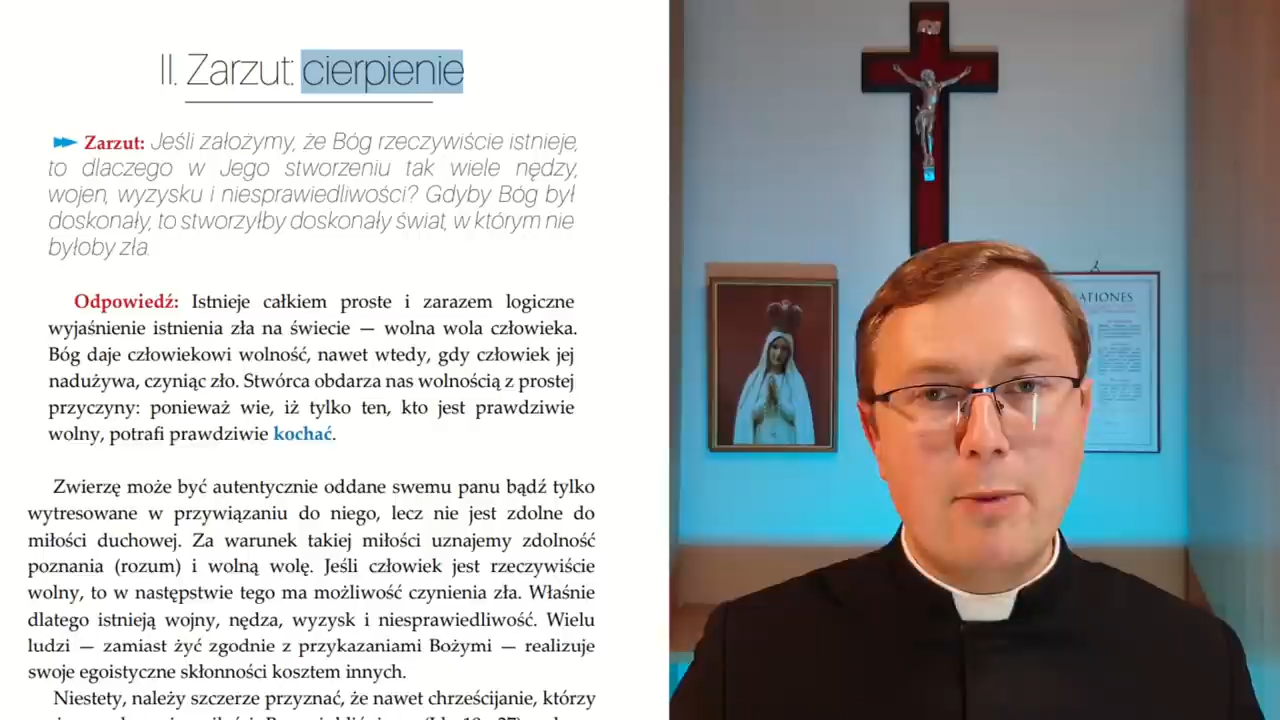 II. Zarzut: cierpienie
Zarzut: Jeśli założymy, że Bóg rzeczywiście istnieje,
to dlaczego w Jego stworzeniu tak wiele nędzy,
wojen, wyzysku i niesprawiedliwości? Gdyby Bóg był
doskonały, to stworzyłby doskonały świat, w którym nie
byłoby zła.
Odpowiedź: Istnieje całkiem proste i zarazem logiczne
wyjaśnienie istnienia zła na świecie — wolna wola człowieka.
Bóg daje człowiekowi wolność, nawet wtedy, gdy człowiek jej
nadużywa, czyniąc zło. Stwórca obdarza nas wolnością z prostej
przyczyny: ponieważ wie, iż tylko ten, kto jest prawdziwie
wolny, potrafi prawdziwie kochać.
Zwierzę może być autentycznie oddane swemu panu bądź tylko
wytresowane w przywiązaniu do niego, lecz nie jest zdolne do
miłości duchowej. Za warunek takiej miłości uznajemy zdolność
poznania (rozum) i wolną wolę. Jeśli człowiek jest rzeczywiście
wolny, to w następstwie tego ma możliwość czynienia zła. Właśnie
dlatego istnieją wojny, nędza, wyzysk i niesprawiedliwość. Wielu
ludzi — zamiast żyć zgodnie z przykazaniami Bożymi — realizuje
swoje egoistyczne skłonności kosztem innych.
Niestety, należy szczerze przyznać, że nawet chrześcijanie, którzy
ATIONES